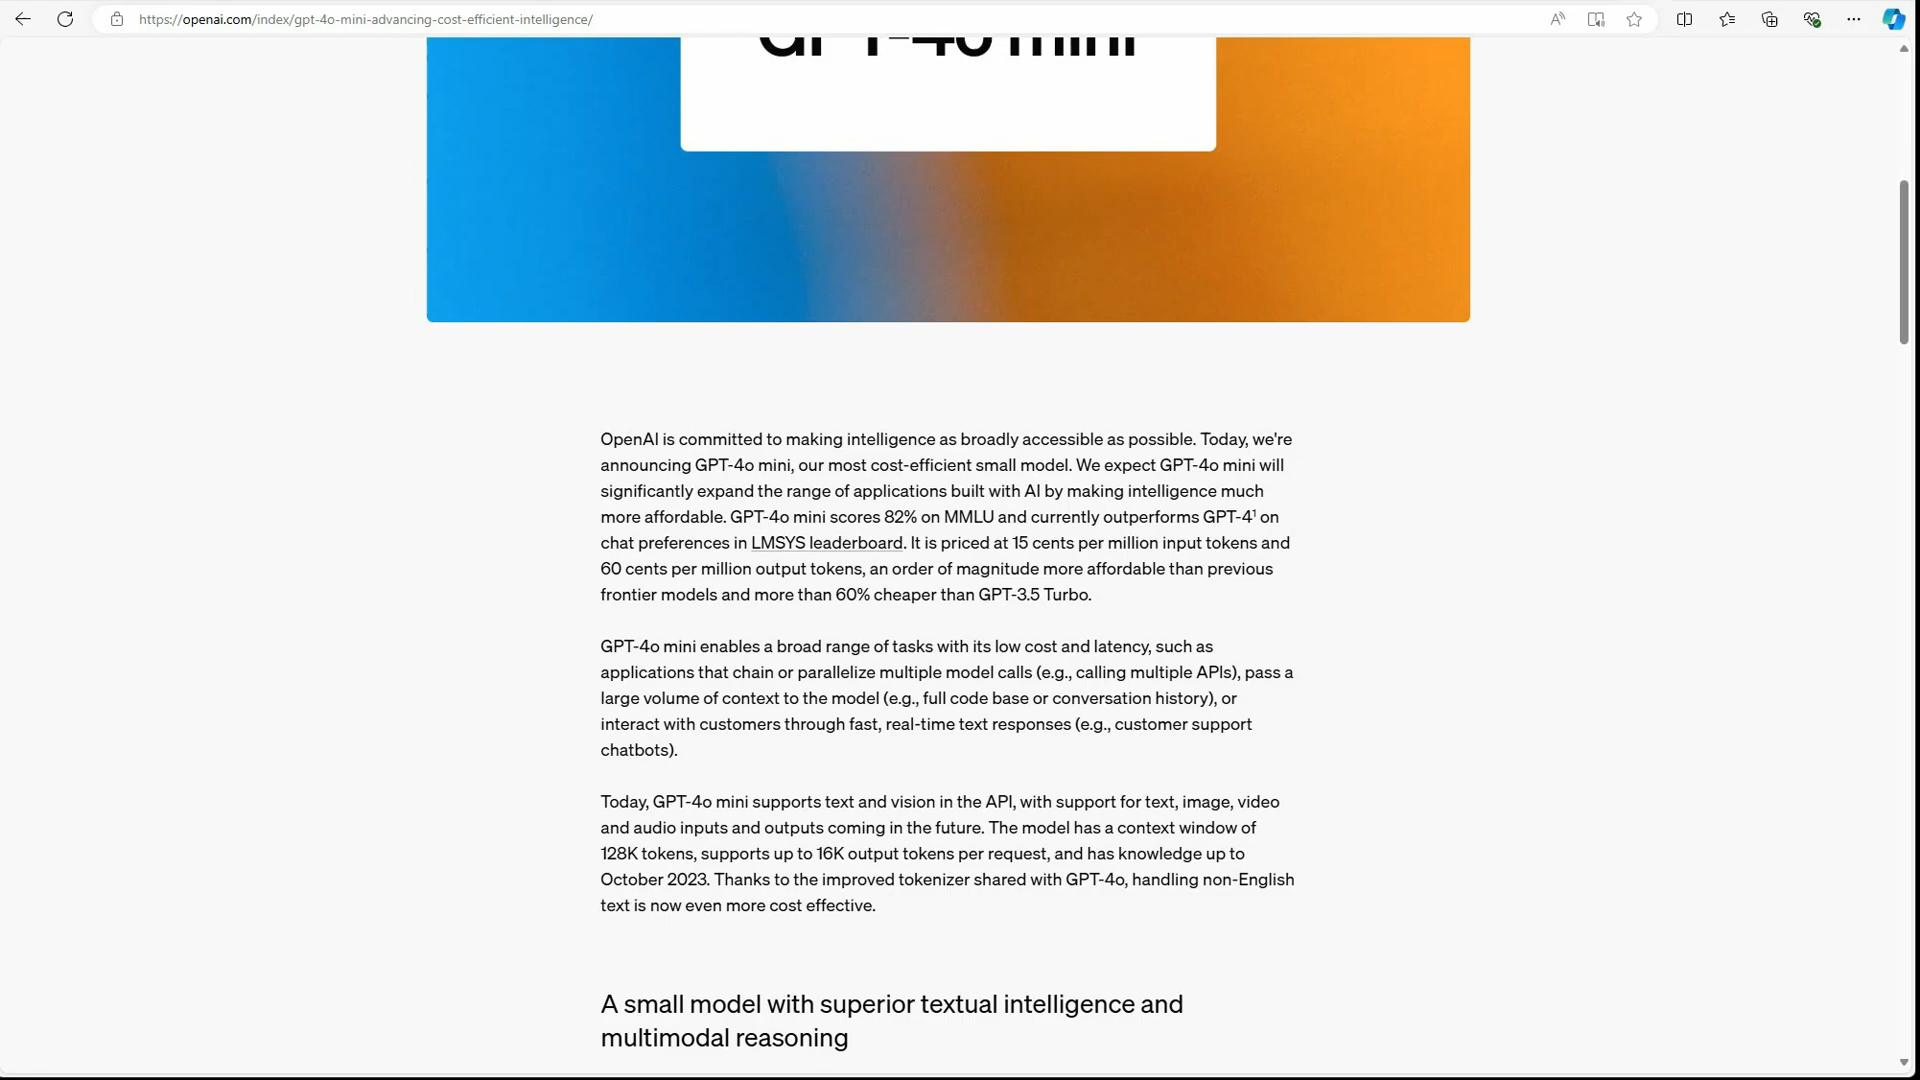 https://openai.com/index/gpt-4o-mini-advancing-cost-efficient-intelligence/
GPT-4o mini
OpenAI is committed to making intelligence as broadly accessible as possible. Today, we're
announcing GPT-4o mini, our most cost-efficient small model. We expect GPT-4o mini will
significantly expand the range of applications built with AI by making intelligence much
more affordable. GPT-4o mini scores 82% on MMLU and currently outperforms GPT-4¹ on
chat preferences in LMSYS leaderboard. It is priced at 15 cents per million input tokens and
60 cents per million output tokens, an order of magnitude more affordable than previous
frontier models and more than 60% cheaper than GPT-3.5 Turbo.
GPT-4o mini enables a broad range of tasks with its low cost and latency, such as
applications that chain or parallelize multiple model calls (e.g., calling multiple APIs), pass a
large volume of context to the model (e.g., full code base or conversation history), or
interact with customers through fast, real-time text responses (e.g., customer support
chatbots).
Today, GPT-4o mini supports text and vision in the API, with support for text, image, video
and audio inputs and outputs coming in the future. The model has a context window of
128K tokens, supports up to 16K output tokens per request, and has knowledge up to
October 2023. Thanks to the improved tokenizer shared with GPT-4o, handling non-English
text is now even more cost effective.
A small model with superior textual intelligence and
multimodal reasoning